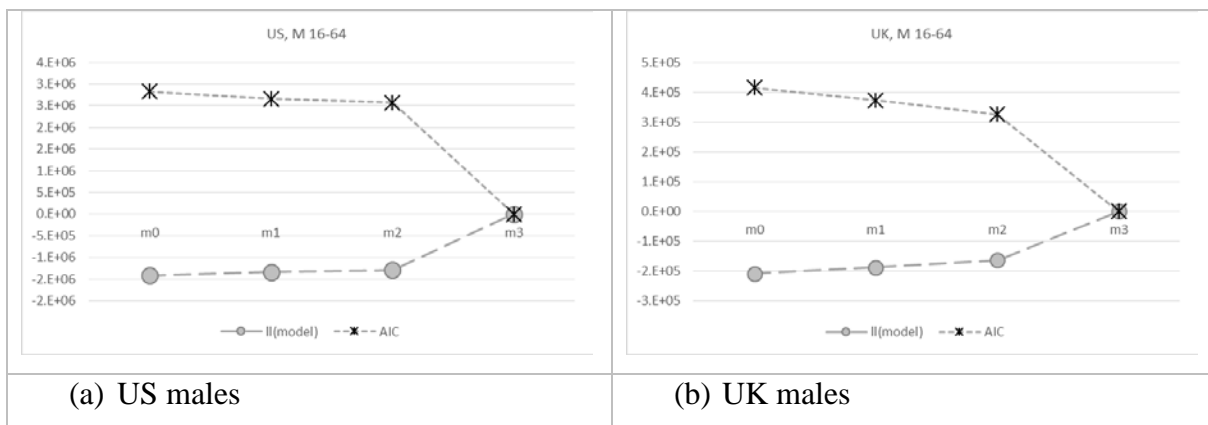 US, M 16-64
4.E+06
3.E+06
3.E+06
2.E+06
2.E+06
1.E+06
5.E+05
0.E+00
-5.E+05
-1.E+06
-2.E+06
-2.E+06
m0 m1 m2 m3
ll(model) AIC
(a) US males
UK, M 16-64
5.E+05
4.E+05
3.E+05
2.E+05
1.E+05
0.E+00
-1.E+05
-2.E+05
-3.E+05
m0 m1 m2 m3
ll(model) AIC
(b) UK males